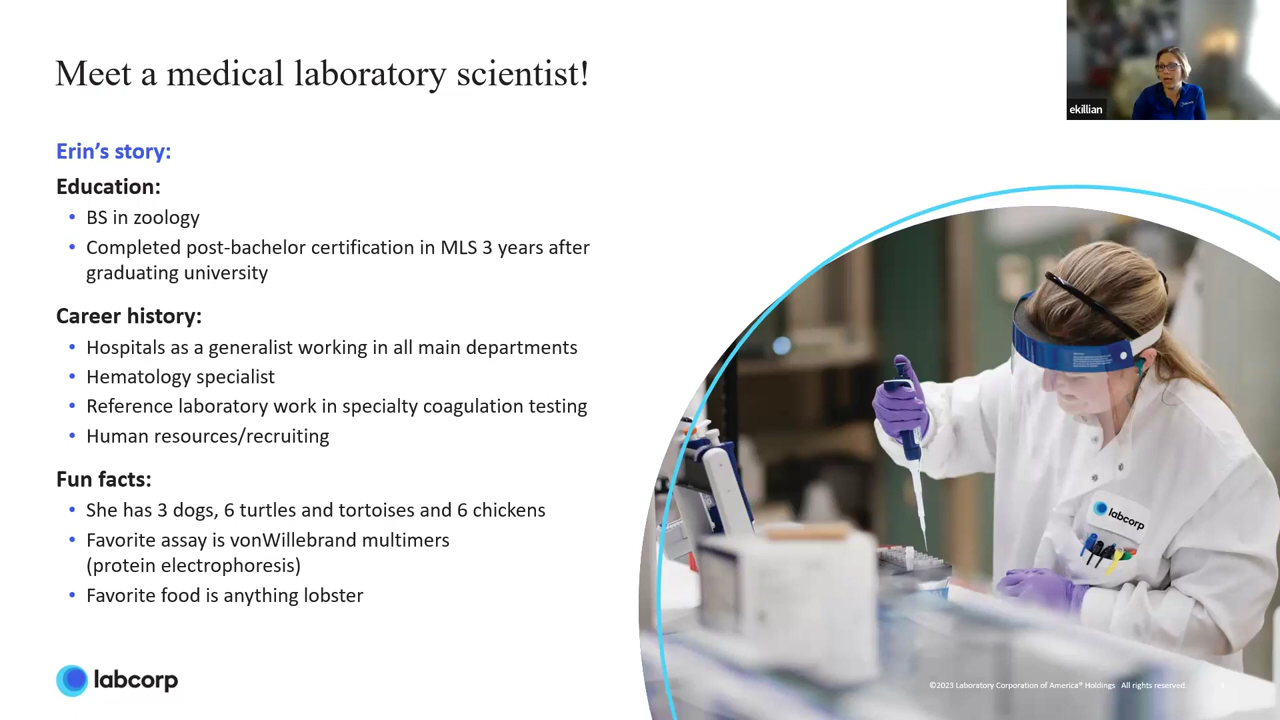 Meet a medical laboratory scientist!
ekillian
Erin’s story:
Education:
• BS in zoology
• Completed post-bachelor certification in MLS 3 years after
graduating university
Career history:
• Hospitals as a generalist working in all main departments
• Hematology specialist
• Reference laboratory work in specialty coagulation testing
• Human resources/recruiting
Fun facts:
• She has 3 dogs, 6 turtles and tortoises and 6 chickens
• Favorite assay is vonWillebrand multimers
(protein electrophoresis)
• Favorite food is anything lobster
labcorp
labcorp
©2023 Laboratory Corporation of America® Holdings All rights reserved.